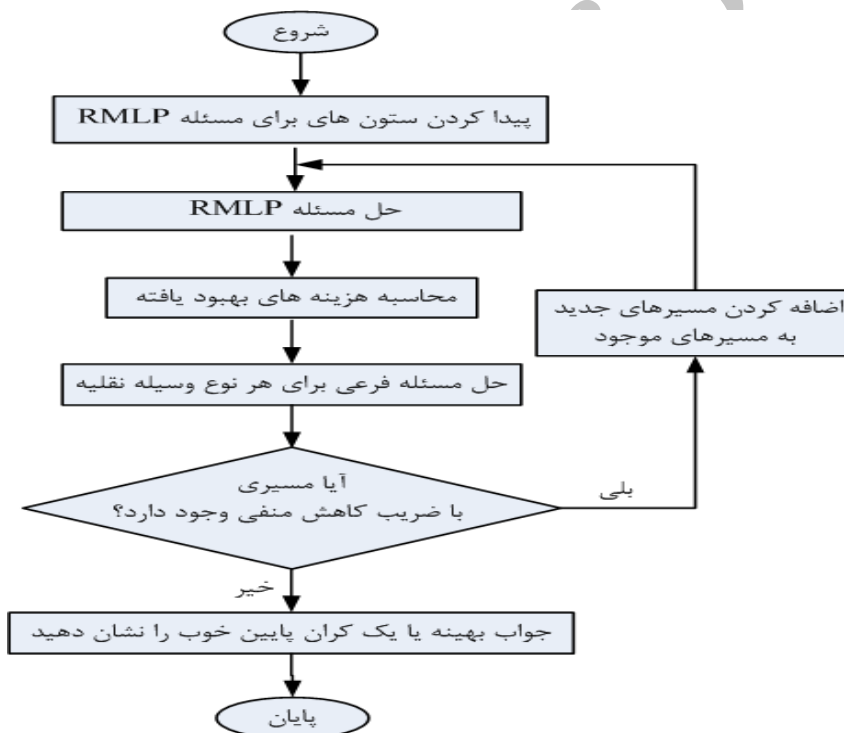 شروع
پیدا کردن ستون های برای مسئله RMLP
حل مسئله RMLP
محاسبه هزینه های بهبود یافته
اضافه کردن مسیرهای جدید
به مسیرهای موجود
حل مسئله فرعی برای هر نوع وسیله نقلیه
آیا مسیری
با ضریب کاهش منفی وجود دارد؟
بلی
خیر
جواب بهینه یا یک کران پایین خوب را نشان دهید
پایان